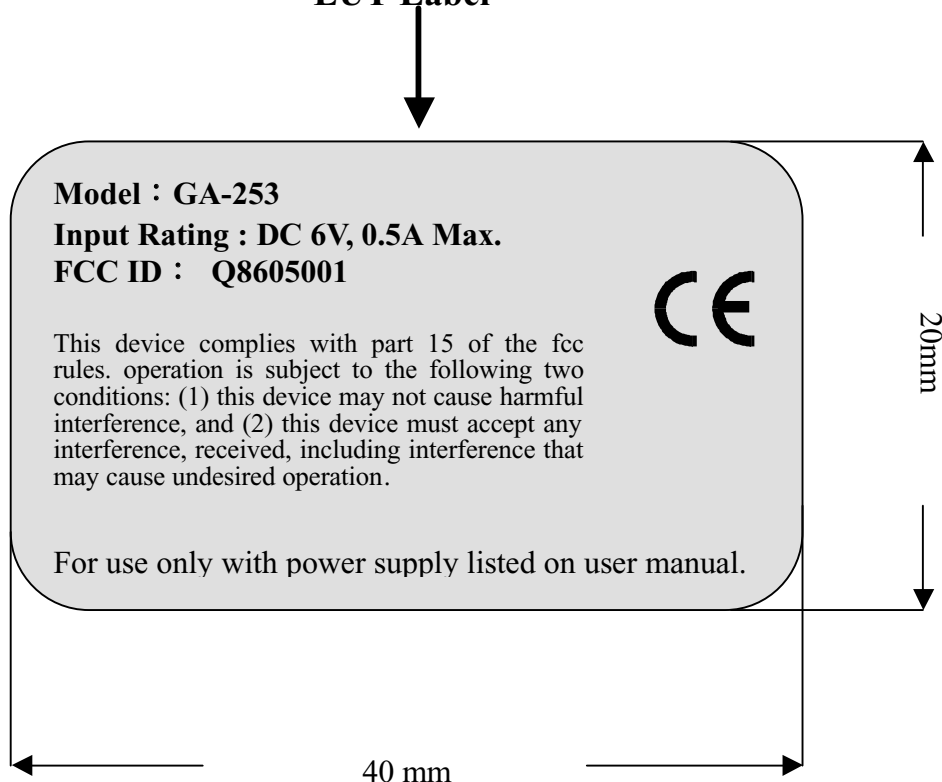 EUT Label
Model：GA-253
Input Rating : DC 6V, 0.5A Max.
FCC ID： Q8605001
CE
This device complies with part 15 of the fcc
rules. operation is subject to the following two
conditions: (1) this device may not cause harmful
interference, and (2) this device must accept any
interference, received, including interference that
may cause undesired operation.
For use only with power supply listed on user manual.
20mm
40 mm